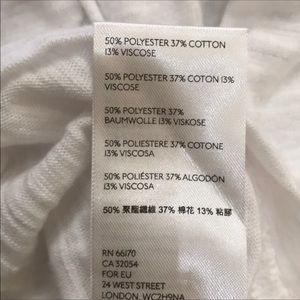 50% POLYESTER 37% COTTON
13% VISCOSE
50% POLYESTER 37% COTON 13%
VISCOSE
50% POLYESTER 37%
BAUMWOLLE 13% VISKOSE
50% POLIESTERE 37% COTONE
13% VISCOSA
50% POLIÉSTER 37% ALGODÓN
13% VISCOSA
50% 聚酯纖維 37% 棉花 13% 粘膠
RN 66170
CA 32054
FOR EU
24 WEST STREET
LONDON, WC2H9NA